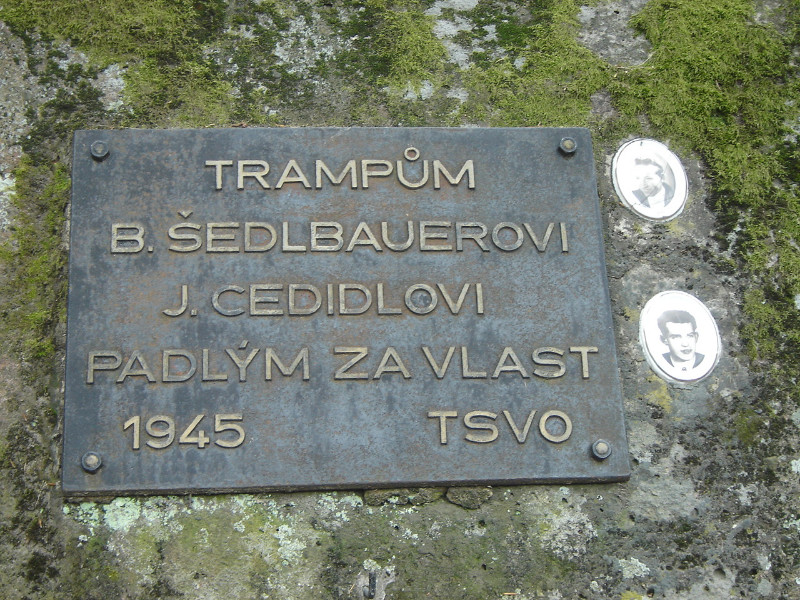 TRAMPŮM
B. ŠEDLBAUEROVI
J. CEDIDLOVI
PADLÝM ZA VLAST
1945 TSVO